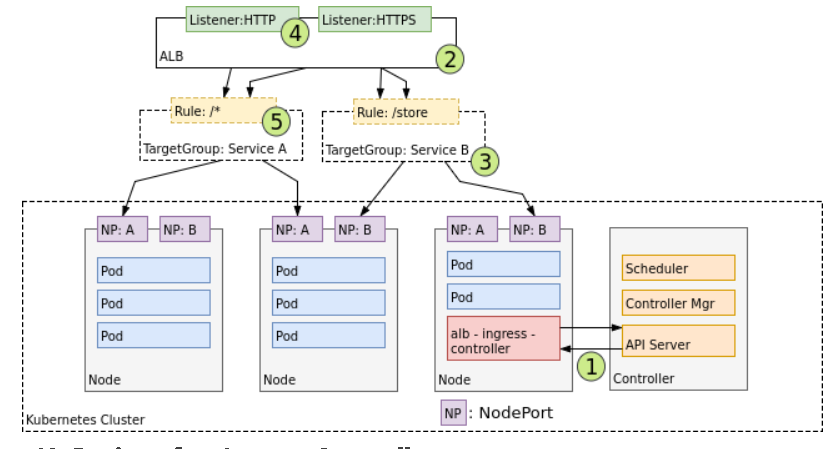 Listener:HTTP
Listener:HTTPS
4
ALB
2
Rule: /*
5
Rule: /store
TargetGroup: Service A
TargetGroup: Service B
3
NP: A
NP: B
NP: A
NP: B
NP: A
NP: B
Pod
Pod
Pod
Node
Pod
Pod
Pod
Node
Pod
Pod
alb - ingress -
controller
Node
Scheduler
Controller Mgr
API Server
1
Controller
Kubernetes Cluster
NP : NodePort